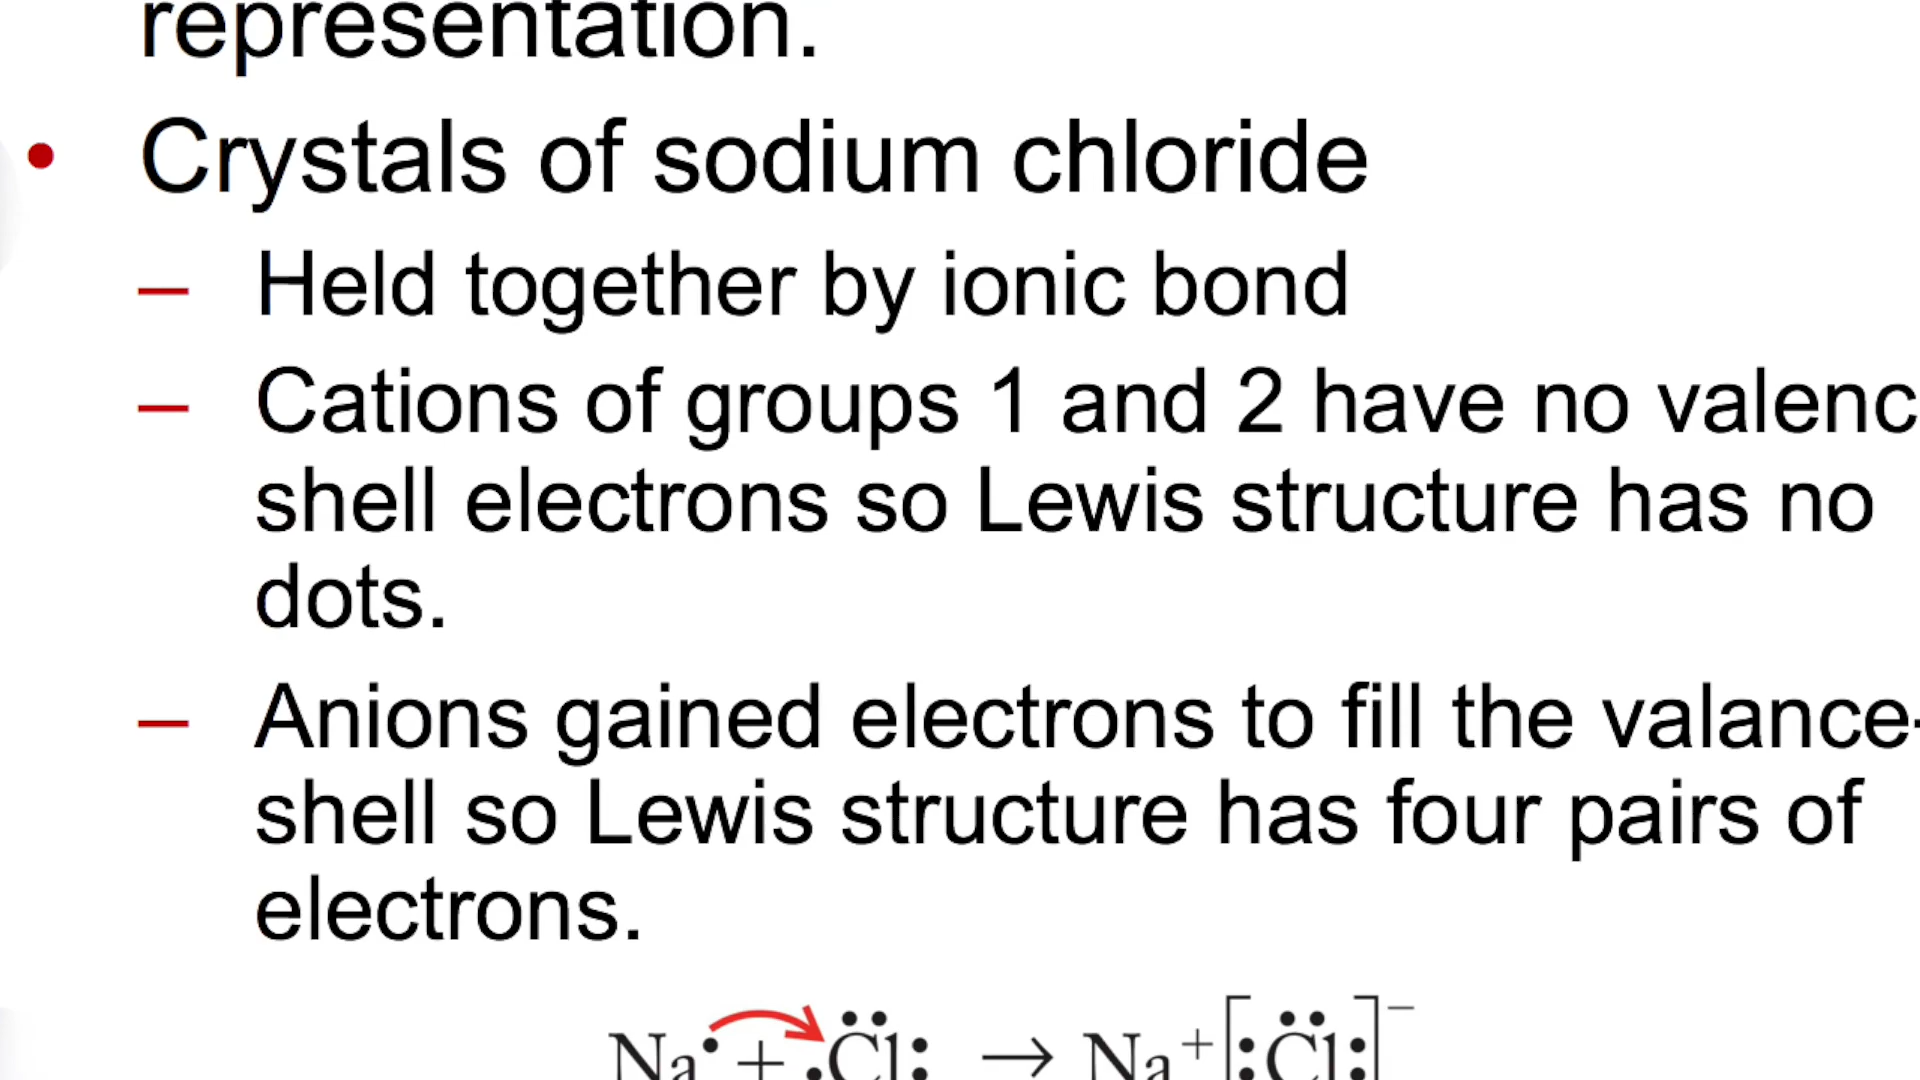 representation.
• Crystals of sodium chloride
– Held together by ionic bond
– Cations of groups 1 and 2 have no valenc
shell electrons so Lewis structure has no
dots.
– Anions gained electrons to fill the valance-
shell so Lewis structure has four pairs of
electrons.
Na• + .Cl: → Na⁺[:Cl:]⁻